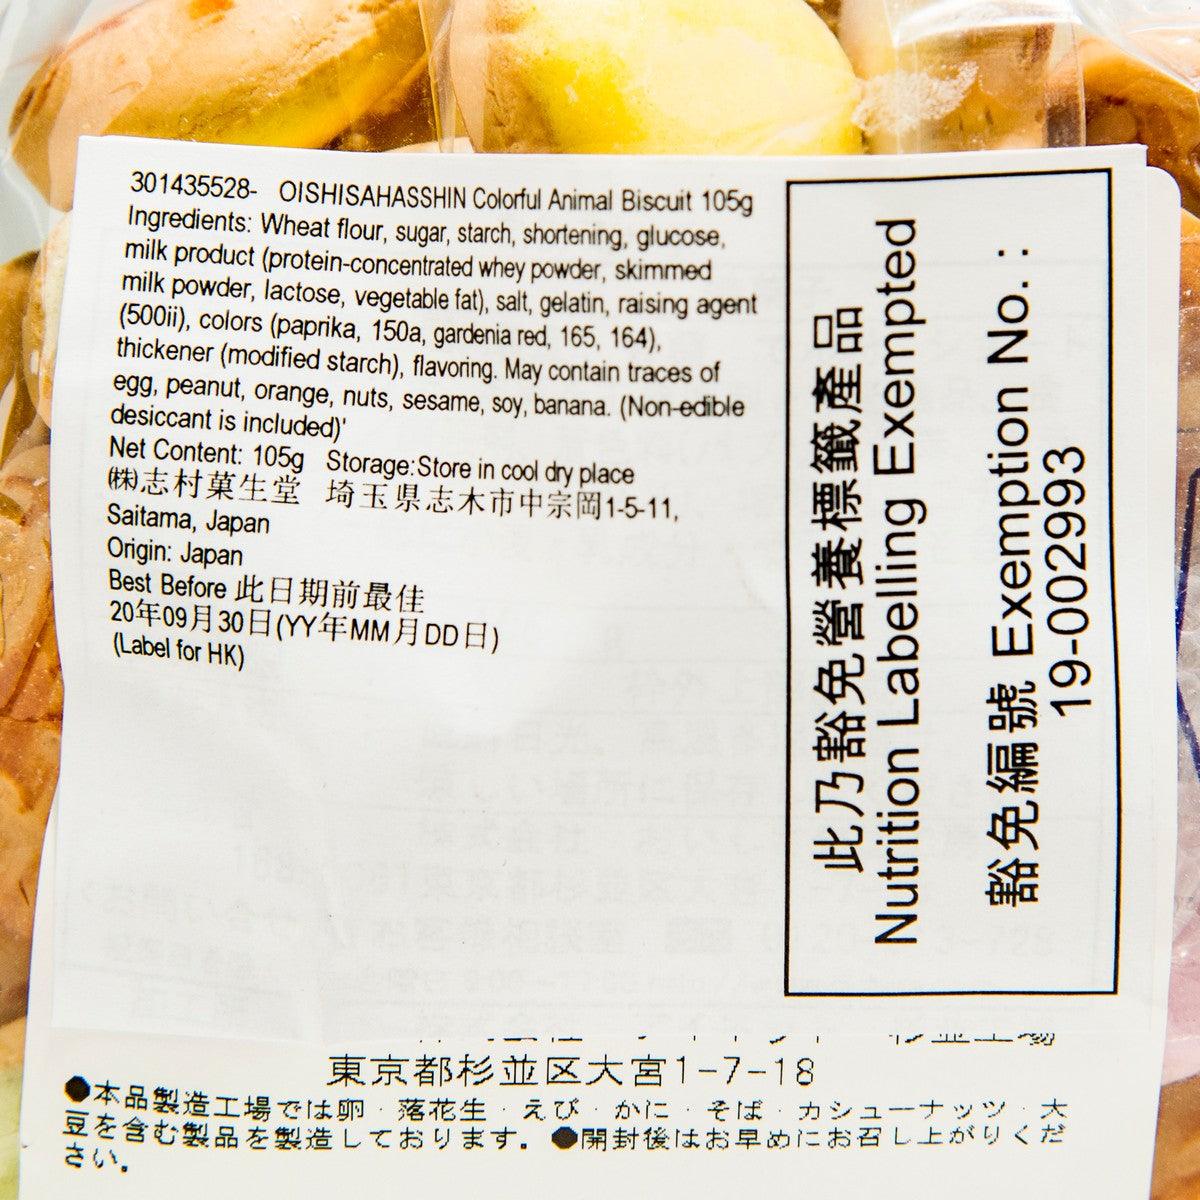 301435528- OISHISAHASSHIN Colorful Animal Biscuit 105g
Ingredients: Wheat flour, sugar, starch, shortening, glucose,
milk product (protein-concentrated whey powder, skimmed
milk powder, lactose, vegetable fat), salt, gelatin, raising agent
(500ii), colors (paprika, 150a, gardenia red, 165, 164),
thickener (modified starch), flavoring. May contain traces of
egg, peanut, orange, nuts, sesame, soy, banana. (Non-edible
desiccant is included)'
Net Content: 105g Storage:Store in cool dry place
㈱志村菓生堂 埼玉県志木市中宗岡1-5-11,
Saitama, Japan
Origin: Japan
Best Before 此日期前最佳
20年09月30日(YY年MM月DD日)
(Label for HK)
此乃豁免營養標籤產品
Nutrition Labelling Exempted
豁免編號 Exemption No. :
19-002993
東京都杉並区大宮1-7-18
●本品製造工場では卵・落花生・えび・かに・そば・カシューナッツ・大
豆を含む製品を製造しております。●開封後はお早めにお召し上がりくだ
さい。